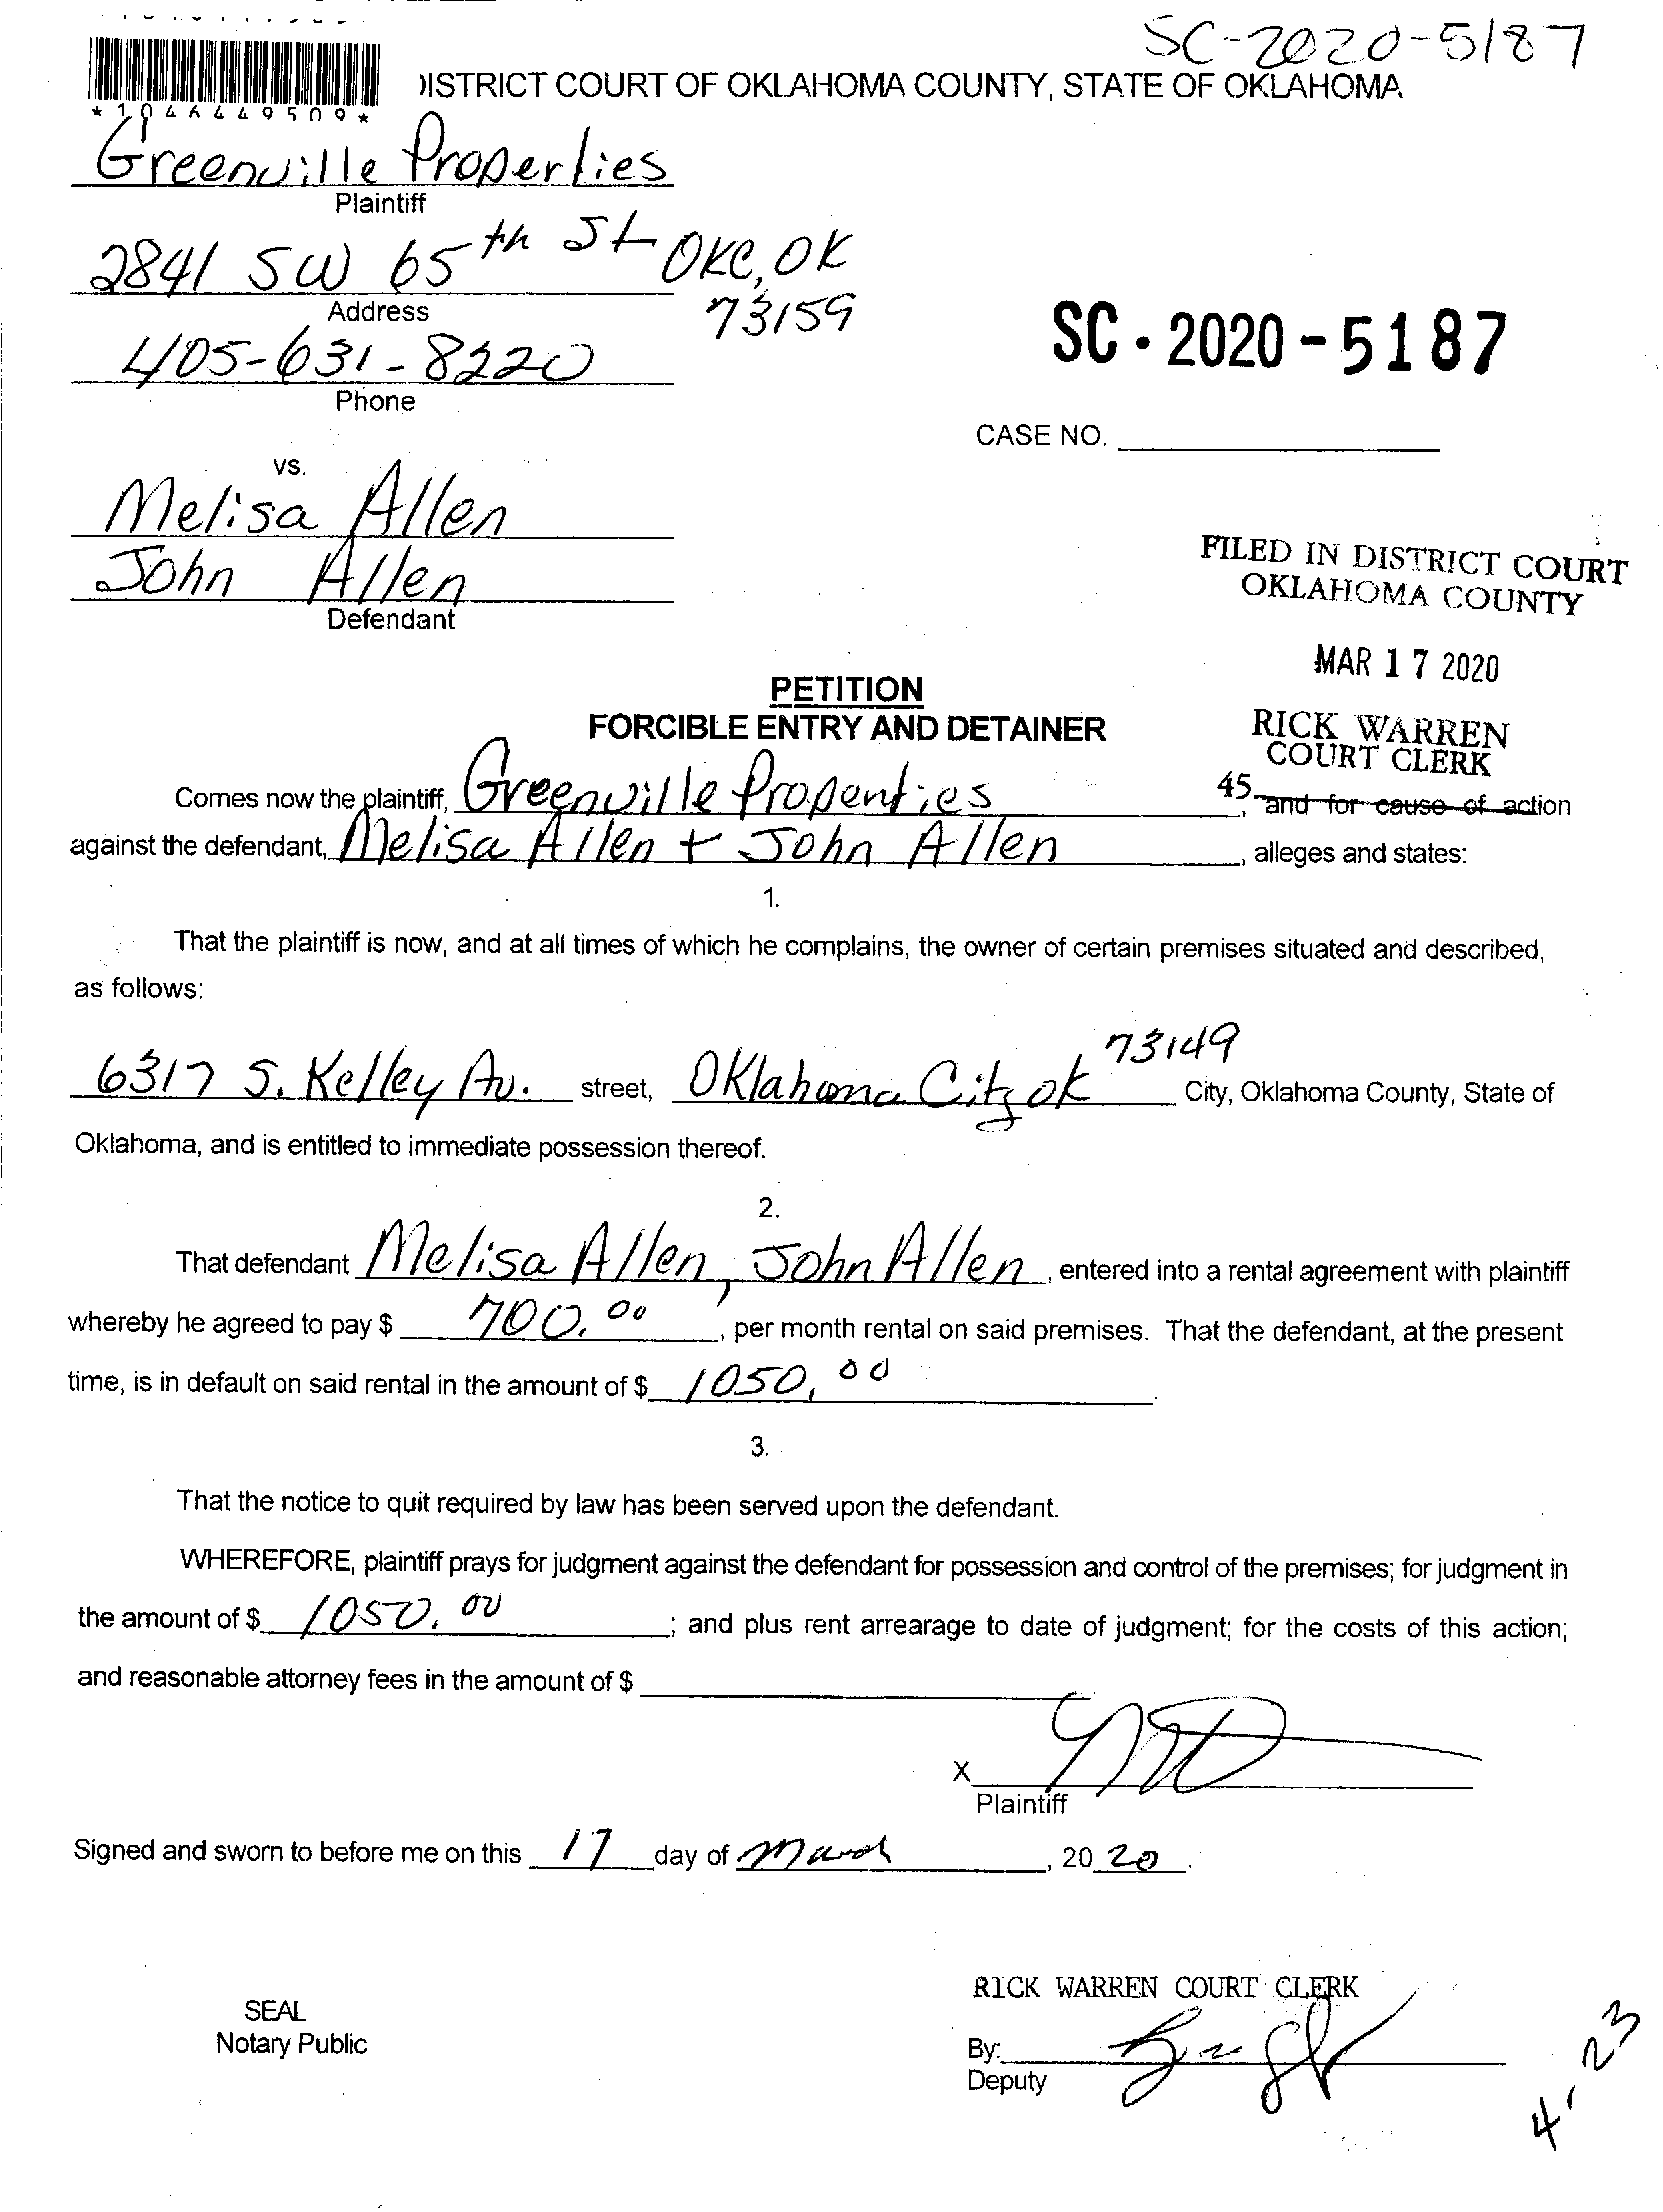 SC-2020-5187
DISTRICT COURT OF OKLAHOMA COUNTY, STATE OF OKLAHOMA
*1046449509*
Greenville Properties
Plaintiff
2841 SW 65th St OKC, OK
73159
Address
405-631-8220
Phone
SC-2020-5187
CASE NO.
vs.
Melisa Allen
John Allen
Defendant
FILED IN DISTRICT COURT
OKLAHOMA COUNTY
MAR 17 2020
RICK WARREN
COURT CLERK
45
PETITION
FORCIBLE ENTRY AND DETAINER
Comes now the plaintiff, Greenville Properties, and for cause of action
against the defendant, Melisa Allen + John Allen, alleges and states:
1.
That the plaintiff is now, and at all times of which he complains, the owner of certain premises situated and described,
as follows:
6317 S. Kelley Av. street, Oklahoma City OK 73149 City, Oklahoma County, State of
Oklahoma, and is entitled to immediate possession thereof.
2.
That defendant Melisa Allen, John Allen, entered into a rental agreement with plaintiff
whereby he agreed to pay $ 700.00, per month rental on said premises. That the defendant, at the present
time, is in default on said rental in the amount of $ 1050.00.
3.
That the notice to quit required by law has been served upon the defendant.
WHEREFORE, plaintiff prays for judgment against the defendant for possession and control of the premises; for judgment in
the amount of $ 1050.00; and plus rent arrearage to date of judgment; for the costs of this action;
and reasonable attorney fees in the amount of $
X
Plaintiff
Signed and sworn to before me on this 17 day of March, 20 20.
RICK WARREN COURT CLERK
SEAL
Notary Public
By:
Deputy
4-23